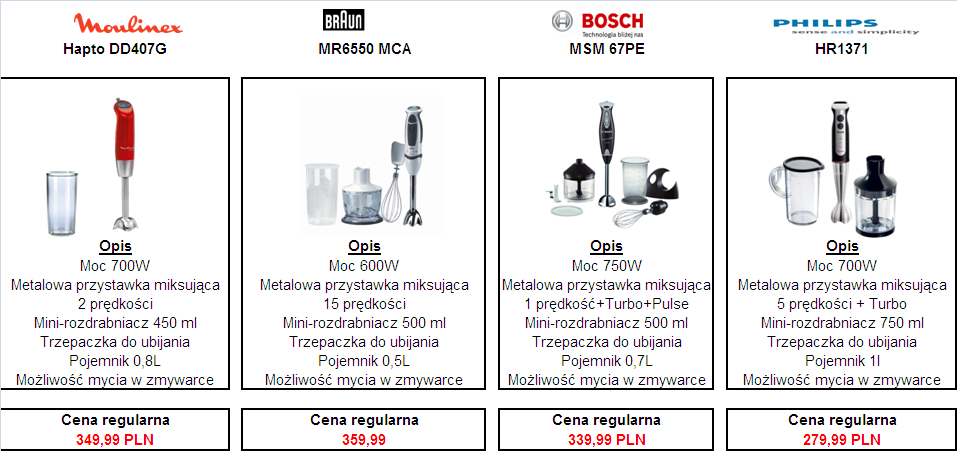 Moulinex
Hapto DD407G
BRAUN
MR6550 MCA
BOSCH
Technologia bliżej nas
MSM 67PE
PHILIPS
sense and simplicity
HR1371
Opis
Moc 700W
Metalowa przystawka miksująca
2 prędkości
Mini-rozdrabniacz 450 ml
Trzepaczka do ubijania
Pojemnik 0,8L
Możliwość mycia w zmywarce
Cena regularna
349,99 PLN
Opis
Moc 600W
Metalowa przystawka miksująca
15 prędkości
Mini-rozdrabniacz 500 ml
Trzepaczka do ubijania
Pojemnik 0,5L
Możliwość mycia w zmywarce
Cena regularna
359,99
Opis
Moc 750W
Metalowa przystawka miksująca
1 prędkość+Turbo+Pulse
Mini-rozdrabniacz 500 ml
Trzepaczka do ubijania
Pojemnik 0,7L
Możliwość mycia w zmywarce
Cena regularna
339,99 PLN
Opis
Moc 700W
Metalowa przystawka miksująca
5 prędkości + Turbo
Mini-rozdrabniacz 750 ml
Trzepaczka do ubijania
Pojemnik 1l
Możliwość mycia w zmywarce
Cena regularna
279,99 PLN